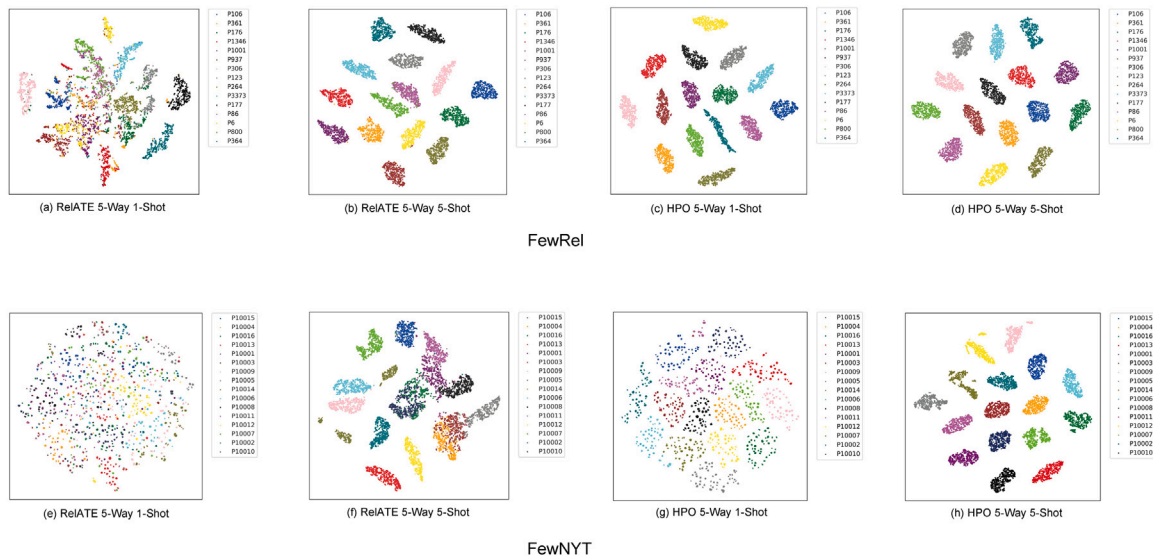 P106
P361
P176
P1346
P1001
P937
P306
P123
P264
P3373
P177
P86
P6
P800
P364
(a) RelATE 5-Way 1-Shot
P106
P361
P176
P1346
P1001
P937
P306
P123
P264
P3373
P177
P86
P6
P800
P364
(b) RelATE 5-Way 5-Shot
P106
P361
P176
P1346
P1001
P937
P306
P123
P264
P3373
P177
P86
P6
P800
P364
(c) HPO 5-Way 1-Shot
P106
P361
P176
P1346
P1001
P937
P306
P123
P264
P3373
P177
P86
P6
P800
P364
(d) HPO 5-Way 5-Shot
FewRel
P10015
P10004
P10016
P10013
P10001
P10003
P10009
P10005
P10014
P10006
P10008
P10011
P10012
P10007
P10002
P10010
(e) RelATE 5-Way 1-Shot
P10015
P10004
P10016
P10013
P10001
P10003
P10009
P10005
P10014
P10006
P10008
P10011
P10012
P10007
P10002
P10010
(f) RelATE 5-Way 5-Shot
P10015
P10004
P10016
P10013
P10001
P10003
P10009
P10005
P10014
P10006
P10008
P10011
P10012
P10007
P10002
P10010
(g) HPO 5-Way 1-Shot
P10015
P10004
P10016
P10013
P10001
P10003
P10009
P10005
P10014
P10006
P10008
P10011
P10012
P10007
P10002
P10010
(h) HPO 5-Way 5-Shot
FewNYT